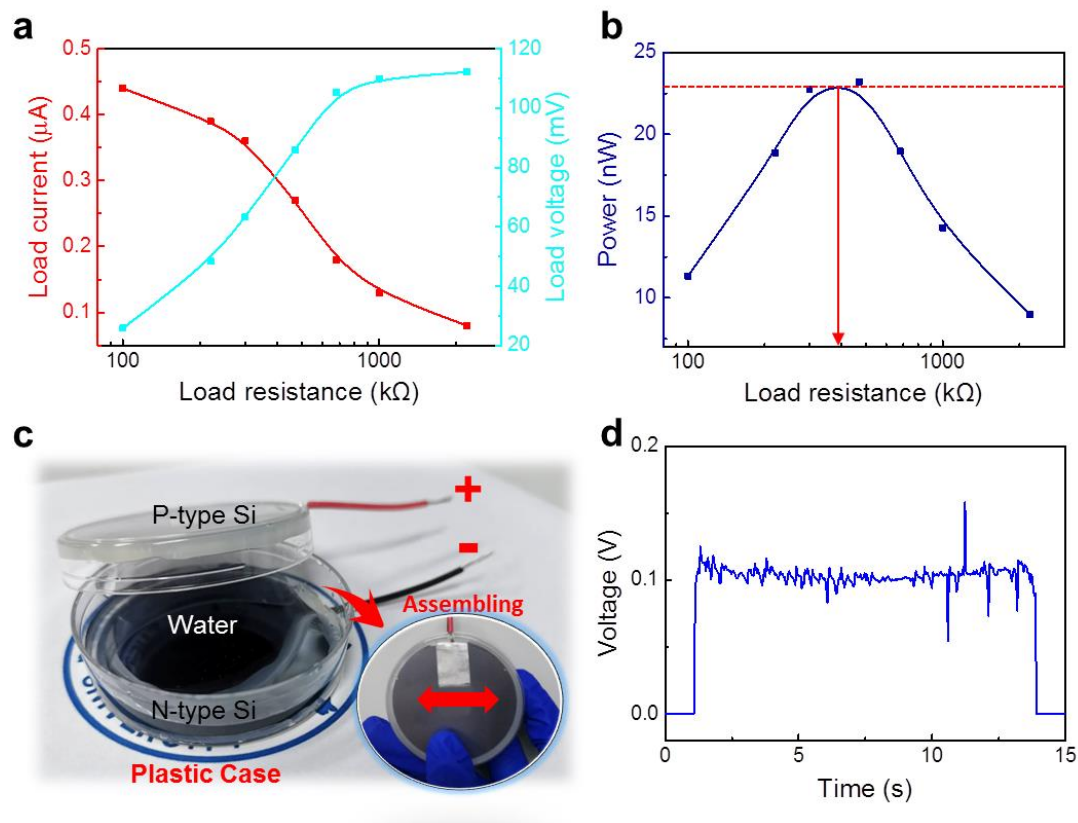 a
0.5
0.4
0.3
0.2
0.1
Load current (μA)
120
100
80
60
40
20
Load voltage (mV)
100
1000
Load resistance (kΩ)
b
25
20
15
10
Power (nW)
100
1000
Load resistance (kΩ)
c
P-type Si
+
-
Assembling
Water
N-type Si
Plastic Case
d
0.2
0.1
0.0
Voltage (V)
0
5
10
15
Time (s)